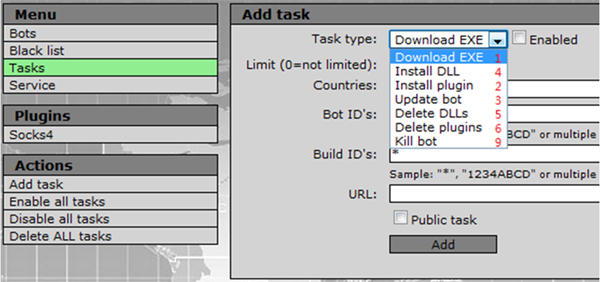 Menu
Bots
Black list
Tasks
Service
Plugins
Socks4
Actions
Add task
Enable all tasks
Disable all tasks
Delete ALL tasks
Add task
Task type: Download EXE Enabled
Download EXE 1
Limit (0=not limited): Install DLL 4
Countries: Install plugin 2
Update bot 3
Bot ID's: Delete DLLs 5
Delete plugins 6 ABCD" or multiple
Kill bot 9
Build ID's: *
Sample: "*", "1234ABCD" or multiple
URL:
Public task
Add